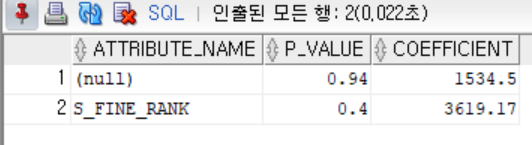 SQL | 인출된 모든 행: 2(0,022초)
ATTRIBUTE_NAME P_VALUE COEFFICIENT
1 (null) 0.94 1534.5
2 S_FINE_RANK 0.4 3619.17